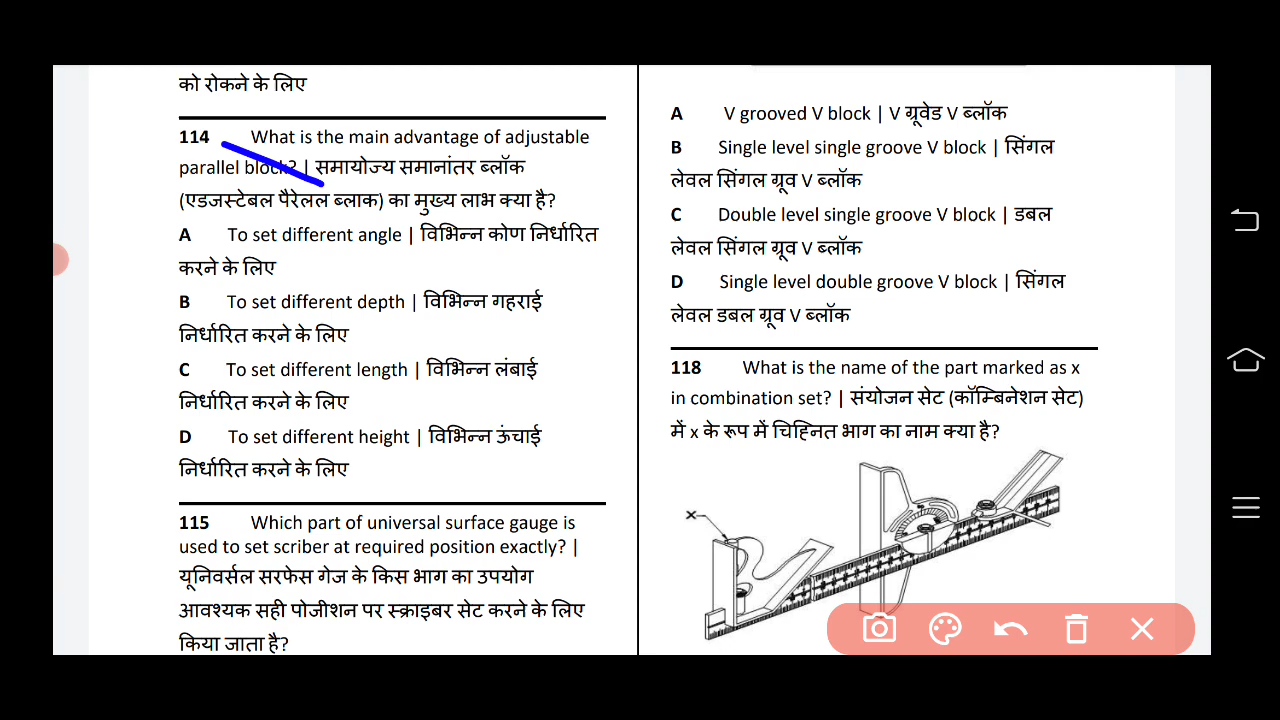 को रोकने के लिए
114 What is the main advantage of adjustable
parallel block? | समायोज्य समानांतर ब्लॉक
(एडजस्टेबल पैरेलल ब्लाक) का मुख्य लाभ क्या है?
A To set different angle | विभिन्न कोण निर्धारित
करने के लिए
B To set different depth | विभिन्न गहराई
निर्धारित करने के लिए
C To set different length | विभिन्न लंबाई
निर्धारित करने के लिए
D To set different height | विभिन्न ऊंचाई
निर्धारित करने के लिए
115 Which part of universal surface gauge is
used to set scriber at required position exactly? |
यूनिवर्सल सरफेस गेज के किस भाग का उपयोग
आवश्यक सही पोजीशन पर स्क्राइबर सेट करने के लिए
किया जाता है?
A V grooved V block | V ग्रूवेड V ब्लॉक
B Single level single groove V block | सिंगल
लेवल सिंगल ग्रूव V ब्लॉक
C Double level single groove V block | डबल
लेवल सिंगल ग्रूव V ब्लॉक
D Single level double groove V block | सिंगल
लेवल डबल ग्रूव V ब्लॉक
118 What is the name of the part marked as x
in combination set? | संयोजन सेट (कॉम्बिनेशन सेट)
में x के रूप में चिह्नित भाग का नाम क्या है?
X